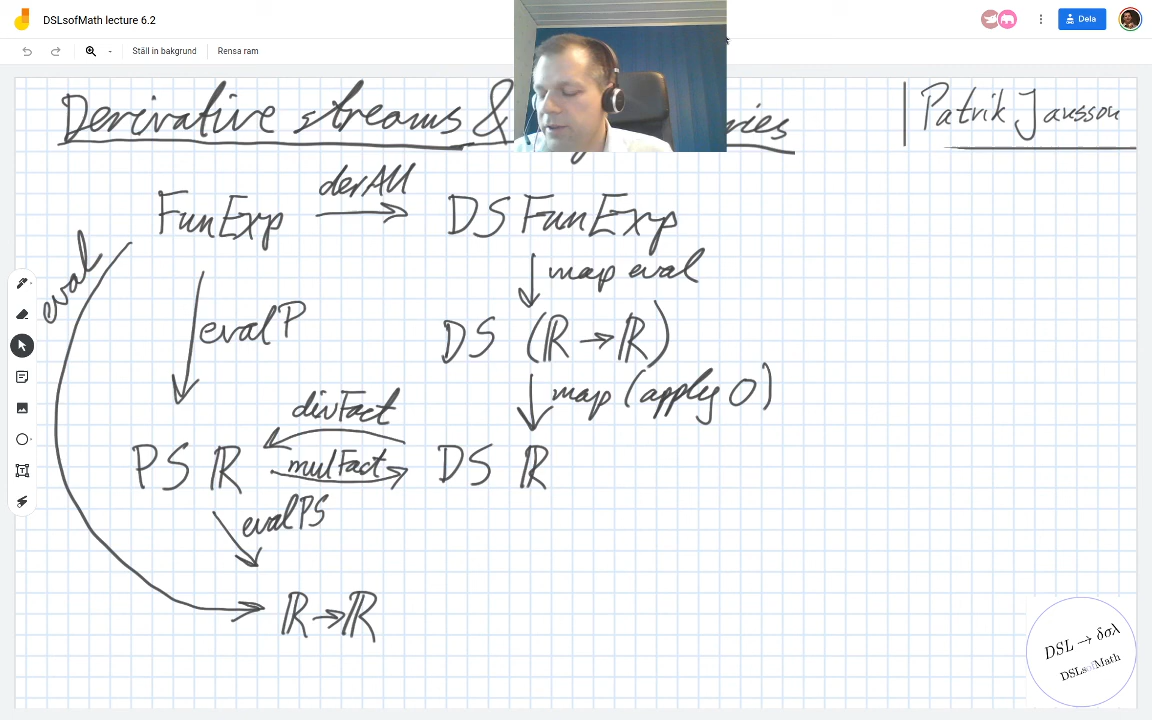 DSLsofMath lecture 6.2
Dela
Ställ in bakgrund
Rensa ram
Derivative streams &
Patrik Jansson
FunExp
derAll
DS FunExp
eval
map eval
evalP
DS (ℝ → ℝ)
map (apply 0)
divFact
PS ℝ
mulFact
DS ℝ
evalPS
ℝ → ℝ
DSL → δσλ
DSLsofMath